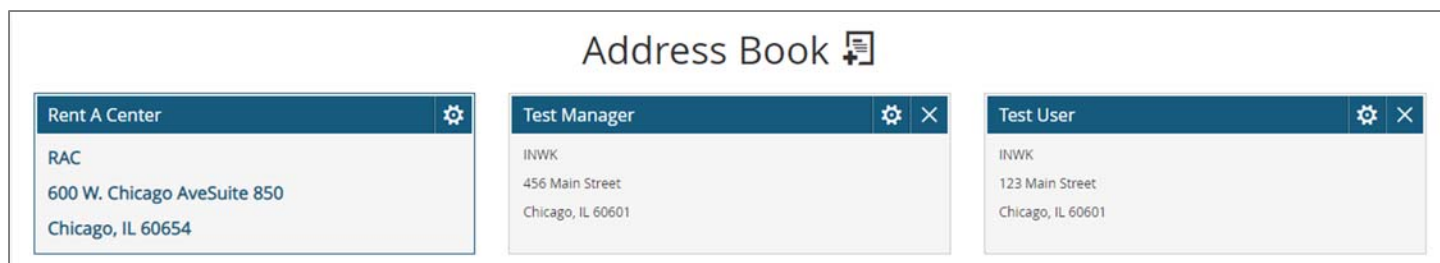 Address Book
Rent A Center
RAC
600 W. Chicago AveSuite 850
Chicago, IL 60654
Test Manager
INWK
456 Main Street
Chicago, IL 60601
Test User
INWK
123 Main Street
Chicago, IL 60601